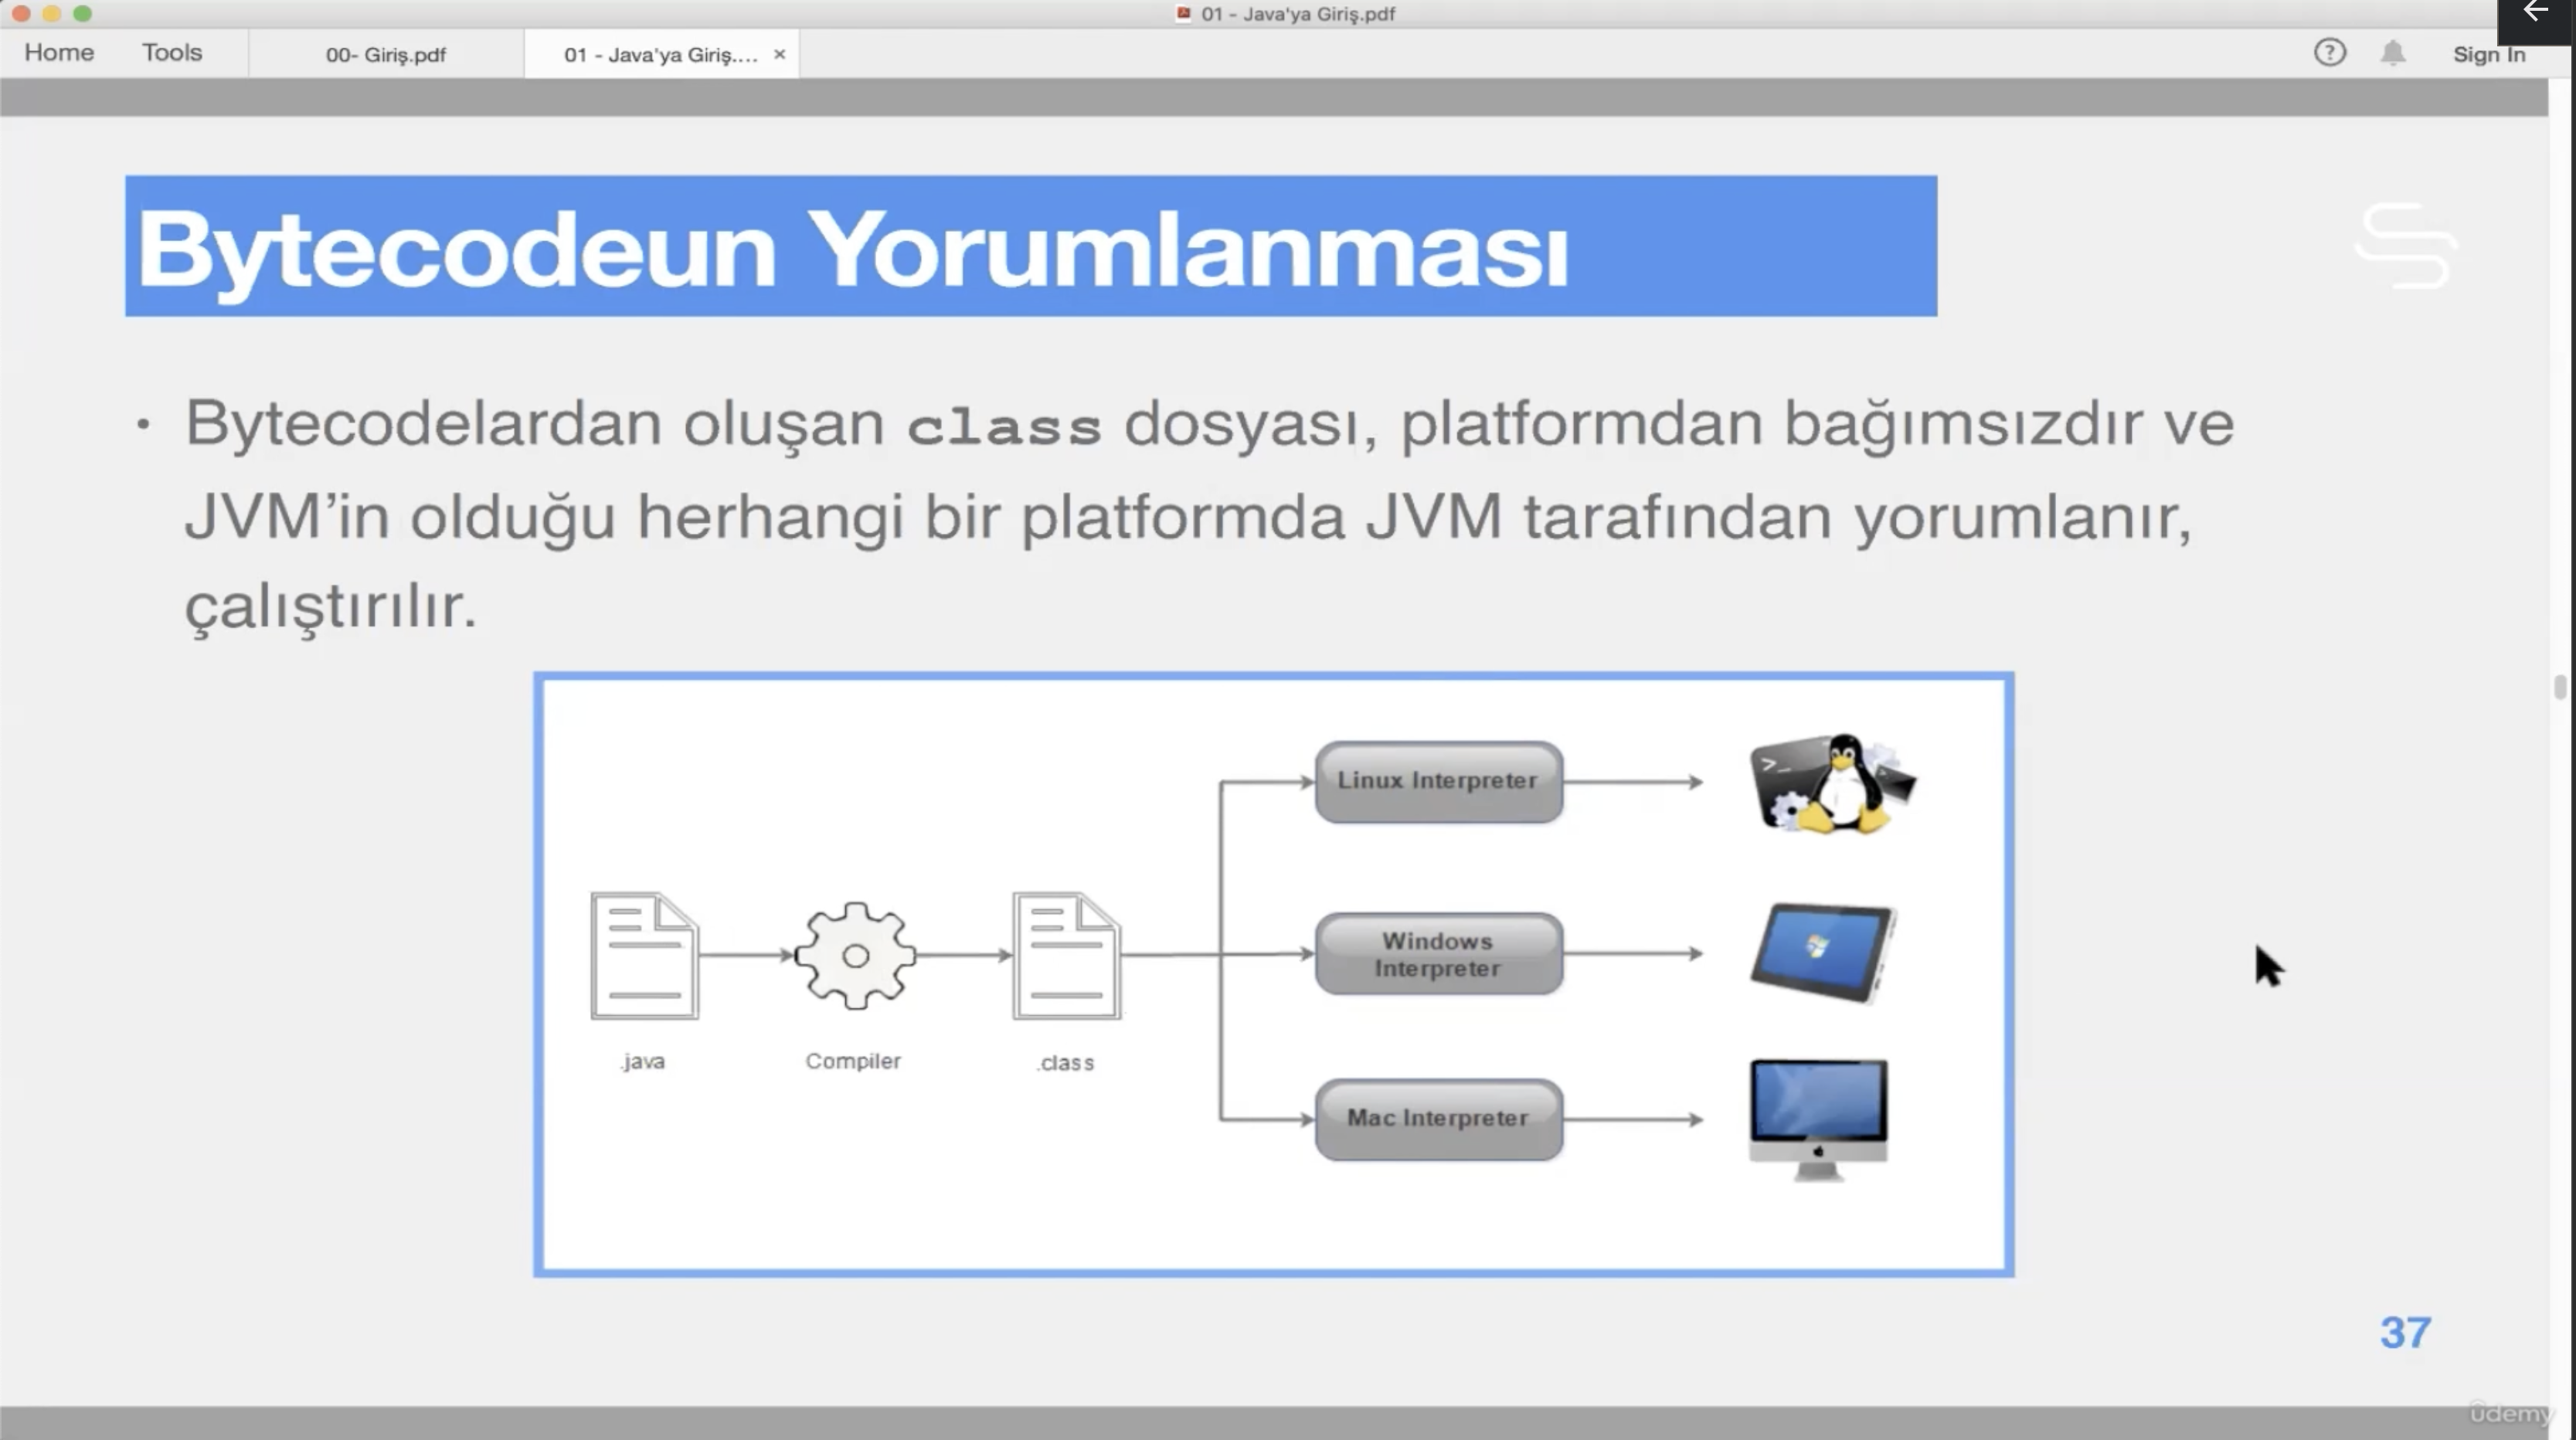 01 - Java'ya Giriş.pdf
Home Tools 00- Giriş.pdf 01 - Java'ya Giriş.... × Sign In
Bytecodeun Yorumlanması
• Bytecodelardan oluşan class dosyası, platformdan bağımsızdır ve
JVM’in olduğu herhangi bir platformda JVM tarafından yorumlanır,
çalıştırılır.
Linux Interpreter
Windows
Interpreter
Mac Interpreter
.java
Compiler
.class
37
ûdemy